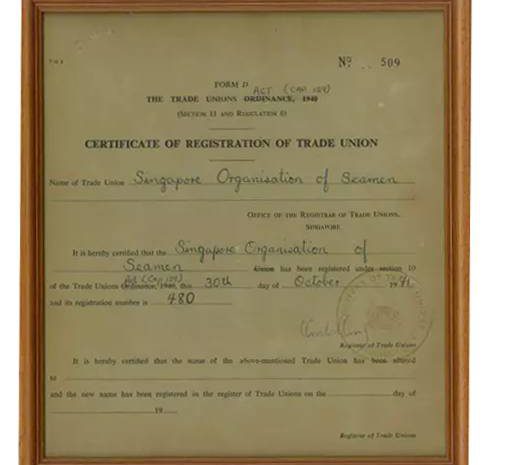 Nº 509
FORM D
ACT (CAP 129)
THE TRADE UNIONS ORDINANCE, 1940
(SECTION 13 AND REGULATION 6)
CERTIFICATE OF REGISTRATION OF TRADE UNION
Name of Trade Union Singapore Organisation of Seamen
OFFICE OF THE REGISTRAR OF TRADE UNIONS,
SINGAPORE
It is hereby certified that the Singapore Organisation of
Seamen Union has been registered under section 10
Act (Cap 129)
of the Trade Unions Ordinance, 1940, this 30th day of October 1971
and its registration number is 480
Registrar of Trade Unions
It is hereby certified that the name of the above-mentioned Trade Union has been altered
to
and the new name has been registered in the register of Trade Unions on the day of
19
Registrar of Trade Unions